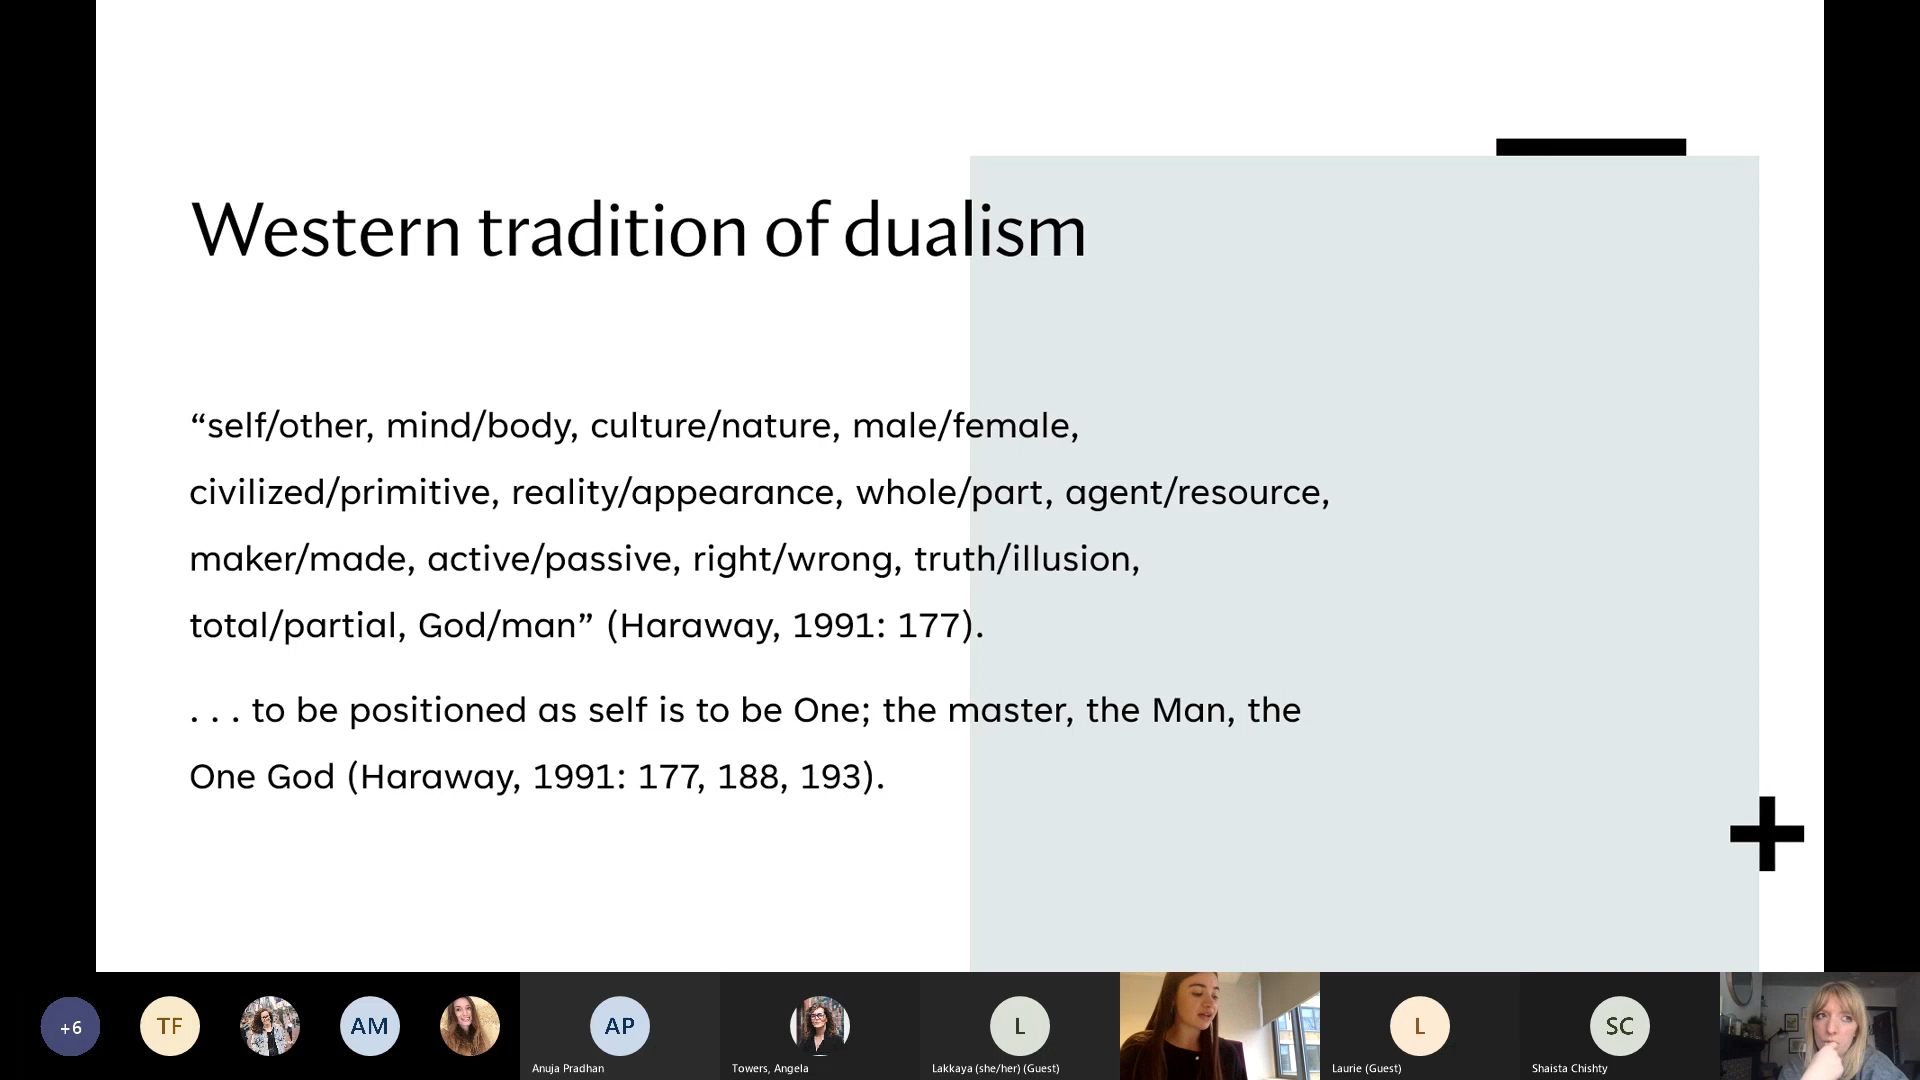 Western tradition of dualism
“self/other, mind/body, culture/nature, male/female,
civilized/primitive, reality/appearance, whole/part, agent/resource,
maker/made, active/passive, right/wrong, truth/illusion,
total/partial, God/man” (Haraway, 1991: 177).
. . . to be positioned as self is to be One; the master, the Man, the
One God (Haraway, 1991: 177, 188, 193).
+6
TF
AM
AP
L
L
SC
Anuja Pradhan
Towers, Angela
Lakkaya (she/her) (Guest)
Laurie (Guest)
Shaista Chishty